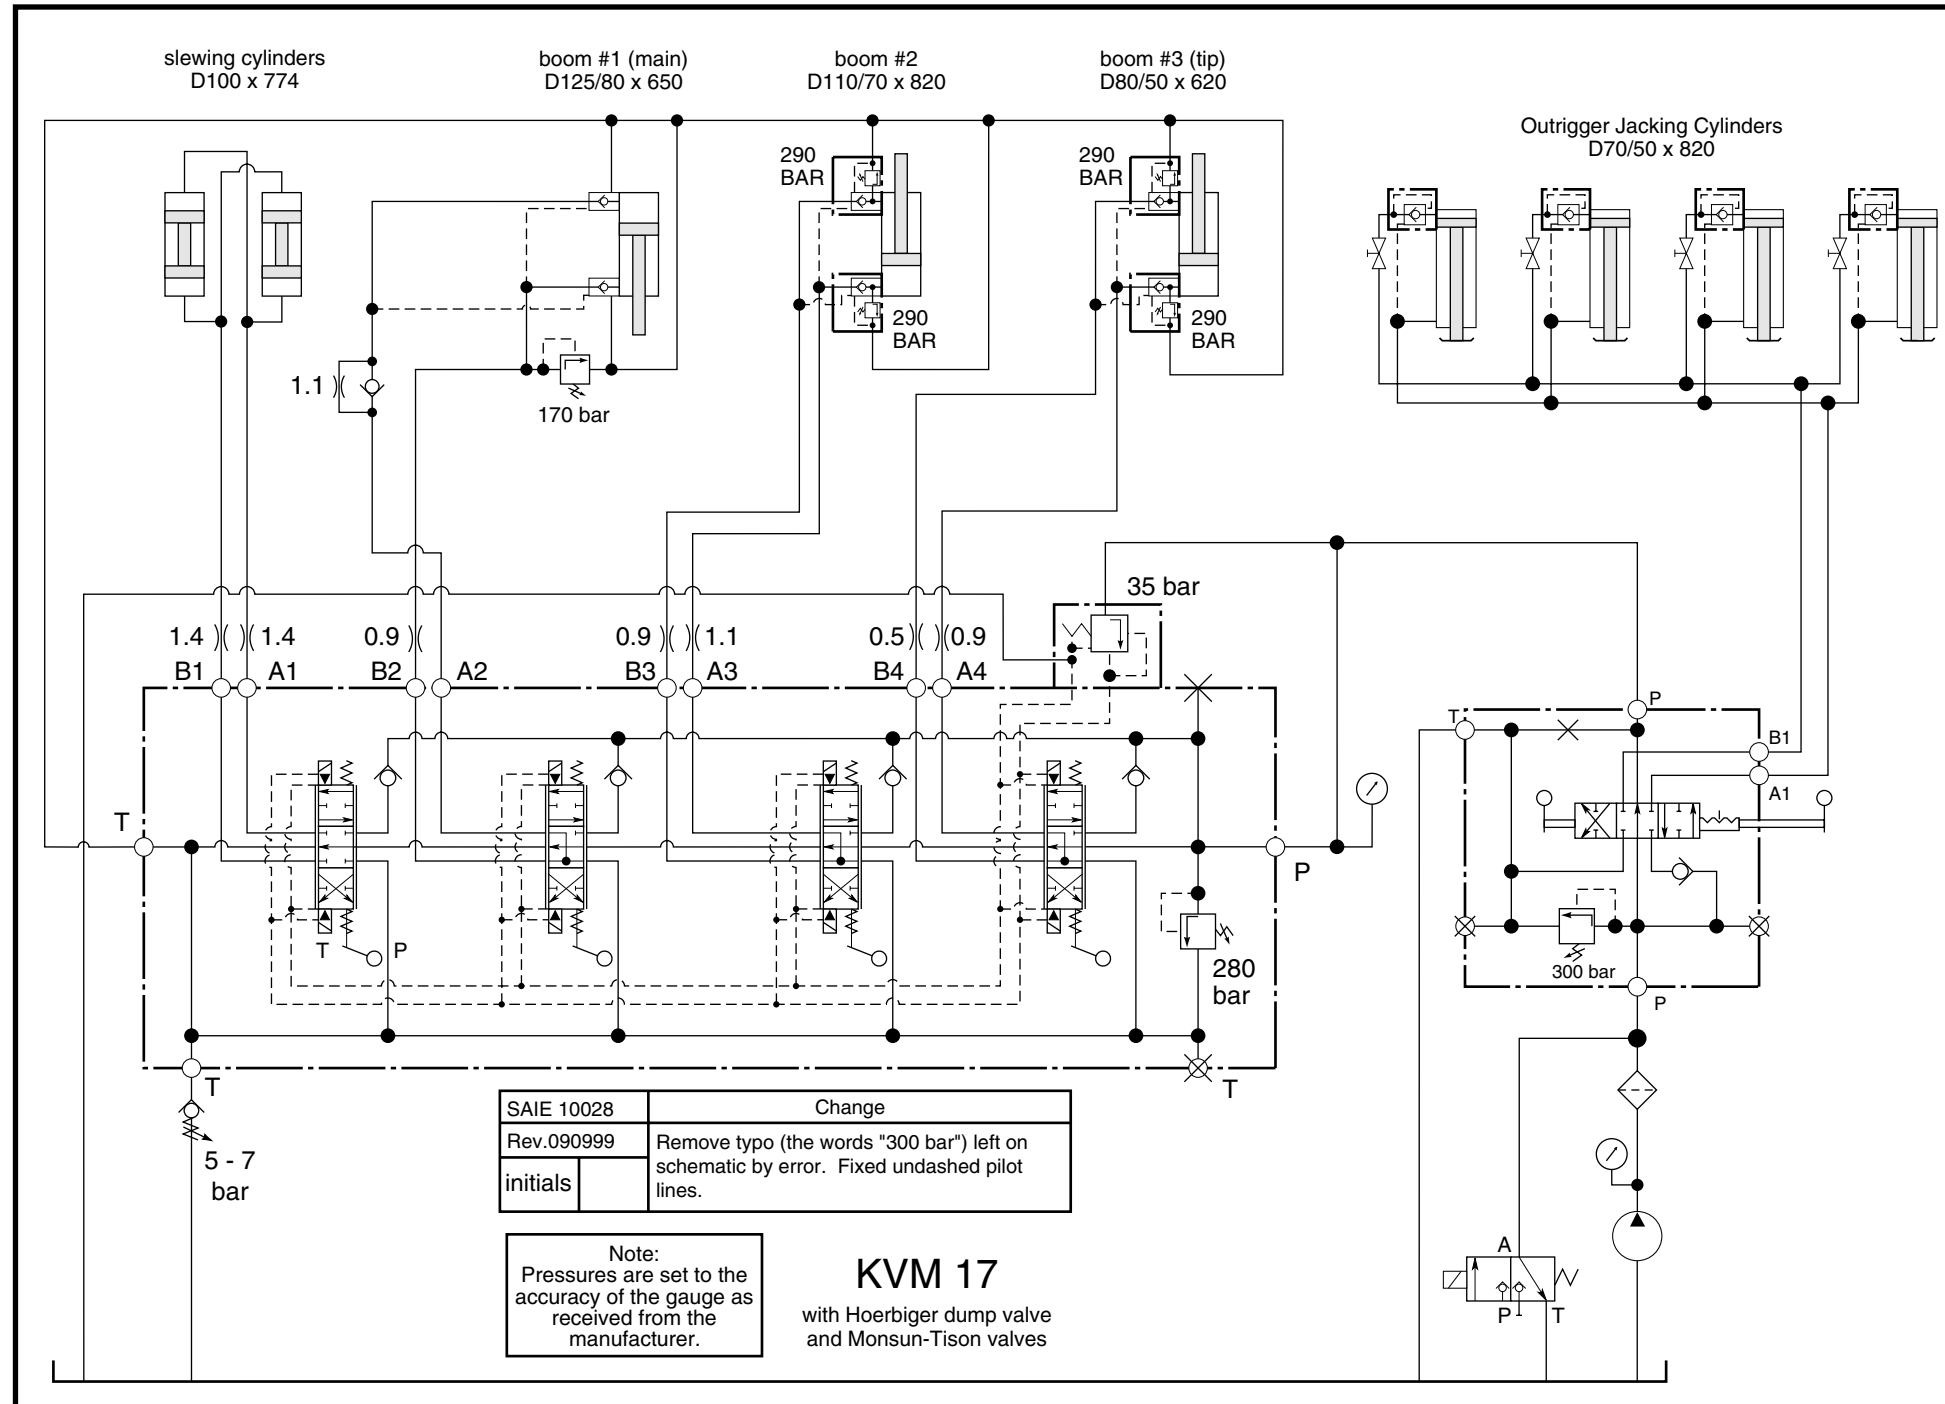 slewing cylinders
D100 x 774
boom #1 (main)
D125/80 x 650
boom #2
D110/70 x 820
boom #3 (tip)
D80/50 x 620
Outrigger Jacking Cylinders
D70/50 x 820
290
BAR
290
BAR
290
BAR
290
BAR
1.1
170 bar
35 bar
1.4
1.4
0.9
0.9
1.1
0.5
0.9
B1
A1
B2
A2
B3
A3
B4
A4
T
P
T
P
280
bar
T
T
5 - 7
bar
T
P
B1
A1
300 bar
P
A
P
T
SAIE 10028
Change
Rev.090999
initials
Remove typo (the words "300 bar") left on
schematic by error. Fixed undashed pilot
lines.
Note:
Pressures are set to the
accuracy of the gauge as
received from the
manufacturer.
KVM 17
with Hoerbiger dump valve
and Monsun-Tison valves